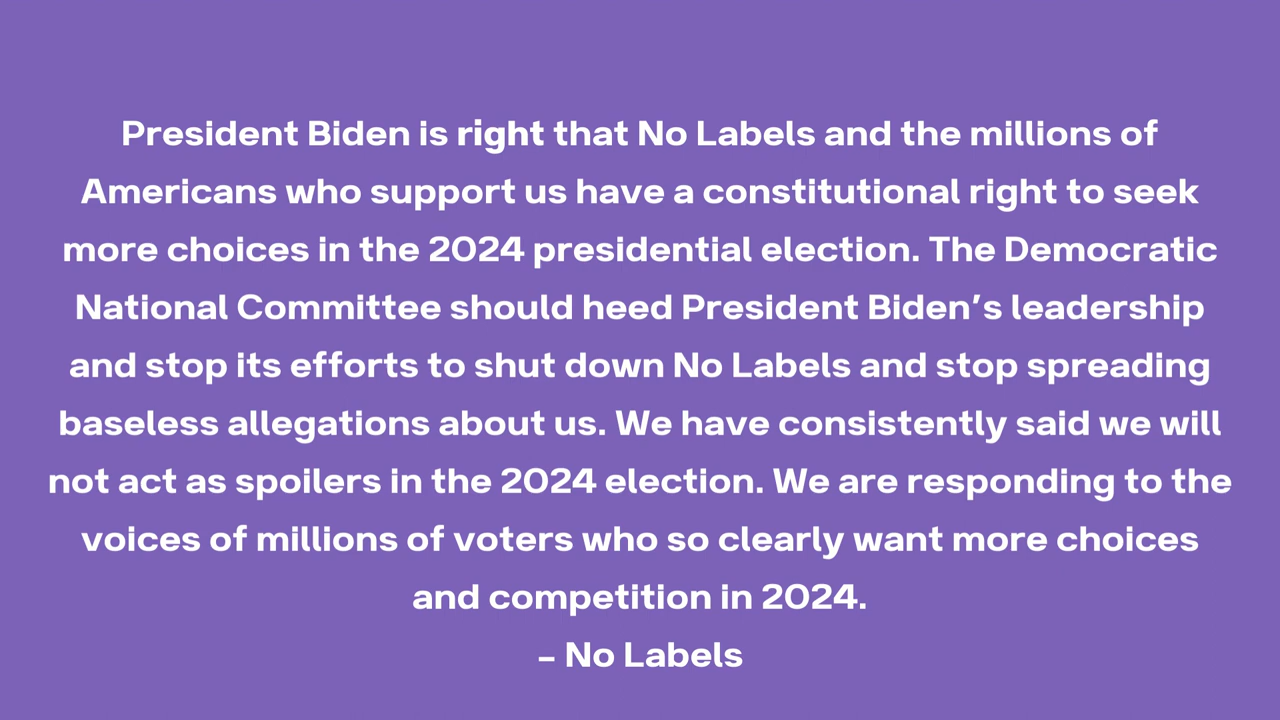 President Biden is right that No Labels and the millions of
Americans who support us have a constitutional right to seek
more choices in the 2024 presidential election. The Democratic
National Committee should heed President Biden’s leadership
and stop its efforts to shut down No Labels and stop spreading
baseless allegations about us. We have consistently said we will
not act as spoilers in the 2024 election. We are responding to the
voices of millions of voters who so clearly want more choices
and competition in 2024.
– No Labels